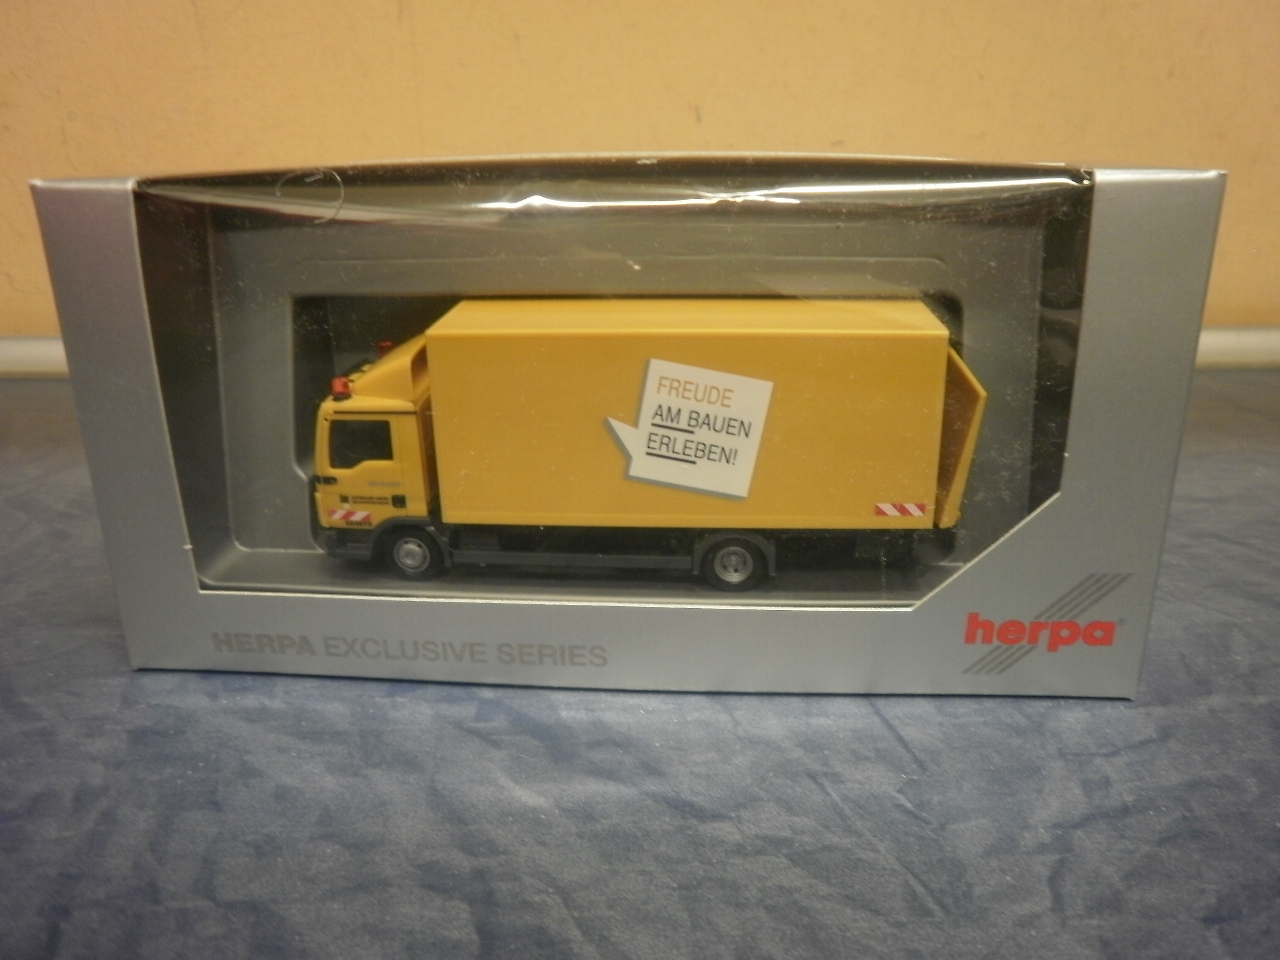 FREUDE
AM BAUEN
ERLEBEN!
HERPA EXCLUSIVE SERIES
herpa®